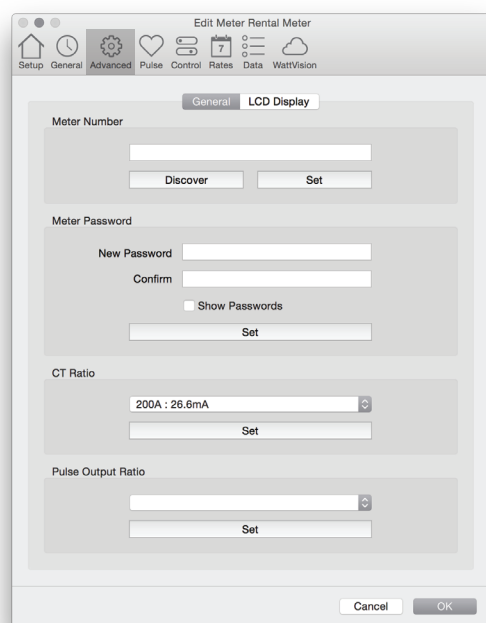 Edit Meter Rental Meter
7
Setup General Advanced Pulse Control Rates Data WattVision
General LCD Display
Meter Number
Discover Set
Meter Password
New Password
Confirm
Show Passwords
Set
CT Ratio
200A : 26.6mA
Set
Pulse Output Ratio
Set
Cancel OK